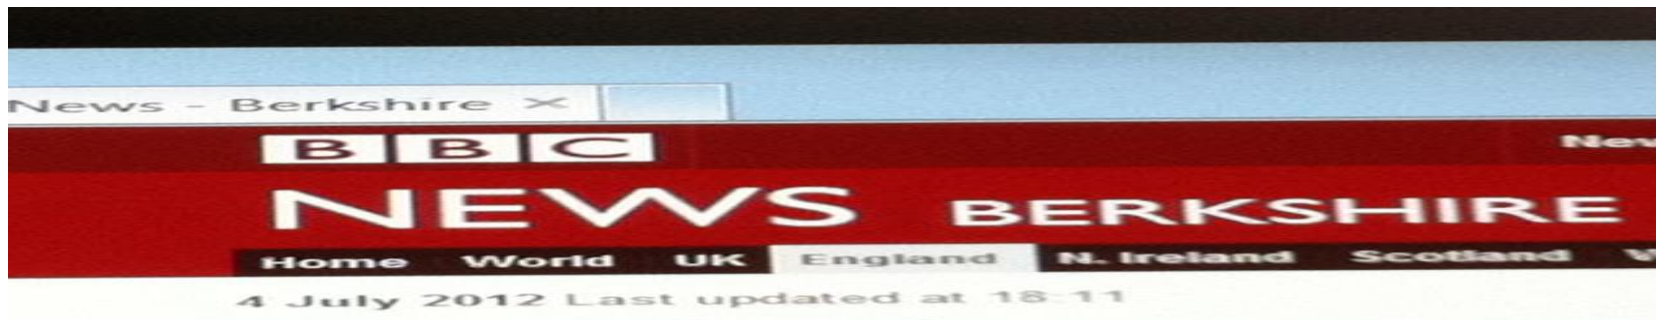 News - Berkshire
BBC
New
NEWS BERKSHIRE
Home World UK England N. Ireland Scotland
4 July 2012 Last updated at 18:11